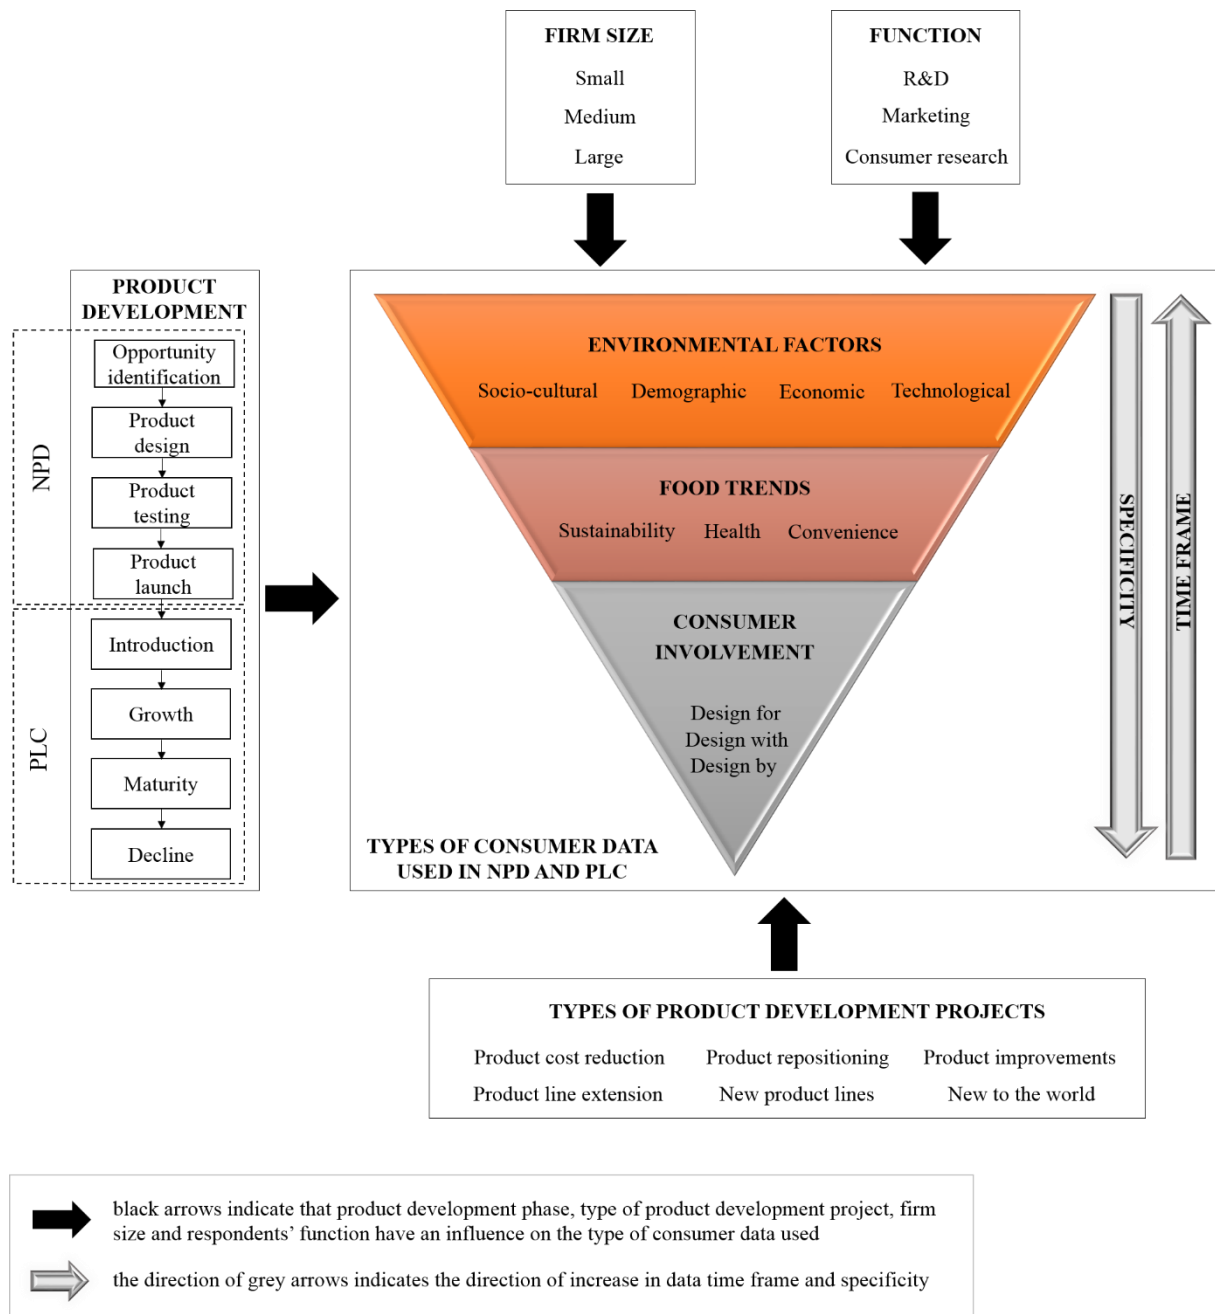 FIRM SIZE
Small
Medium
Large
FUNCTION
R&D
Marketing
Consumer research
PRODUCT
DEVELOPMENT
NPD
Opportunity
identification
Product
design
Product
testing
Product
launch
PLC
Introduction
Growth
Maturity
Decline
ENVIRONMENTAL FACTORS
Socio-cultural Demographic Economic Technological
FOOD TRENDS
Sustainability Health Convenience
CONSUMER
INVOLVEMENT
Design for
Design with
Design by
SPECIFICITY
TIME FRAME
TYPES OF CONSUMER DATA
USED IN NPD AND PLC
TYPES OF PRODUCT DEVELOPMENT PROJECTS
Product cost reduction Product repositioning Product improvements
Product line extension New product lines New to the world
black arrows indicate that product development phase, type of product development project, firm
size and respondents’ function have an influence on the type of consumer data used
the direction of grey arrows indicates the direction of increase in data time frame and specificity